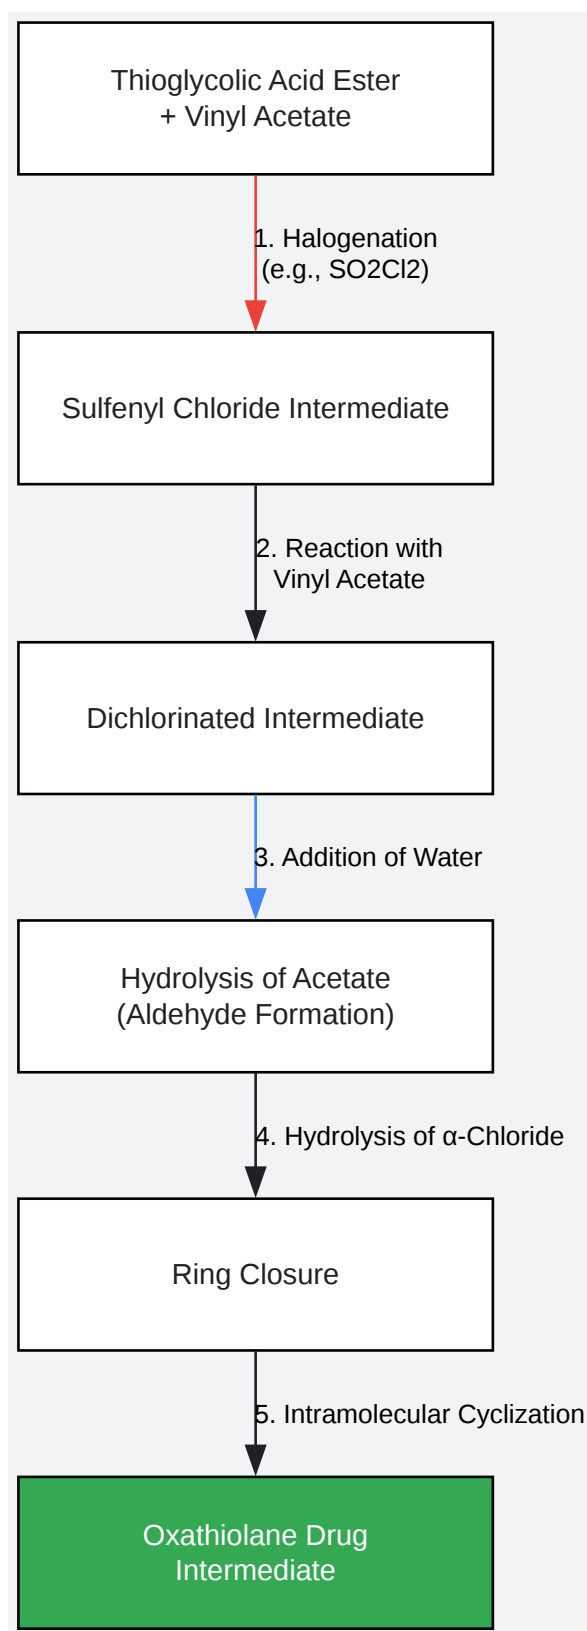 Thioglycolic Acid Ester
+ Vinyl Acetate
1. Halogenation
(e.g., SO2Cl2)
Sulfenyl Chloride Intermediate
2. Reaction with
Vinyl Acetate
Dichlorinated Intermediate
3. Addition of Water
Hydrolysis of Acetate
(Aldehyde Formation)
4. Hydrolysis of α-Chloride
Ring Closure
5. Intramolecular Cyclization
Oxathiolane Drug
Intermediate